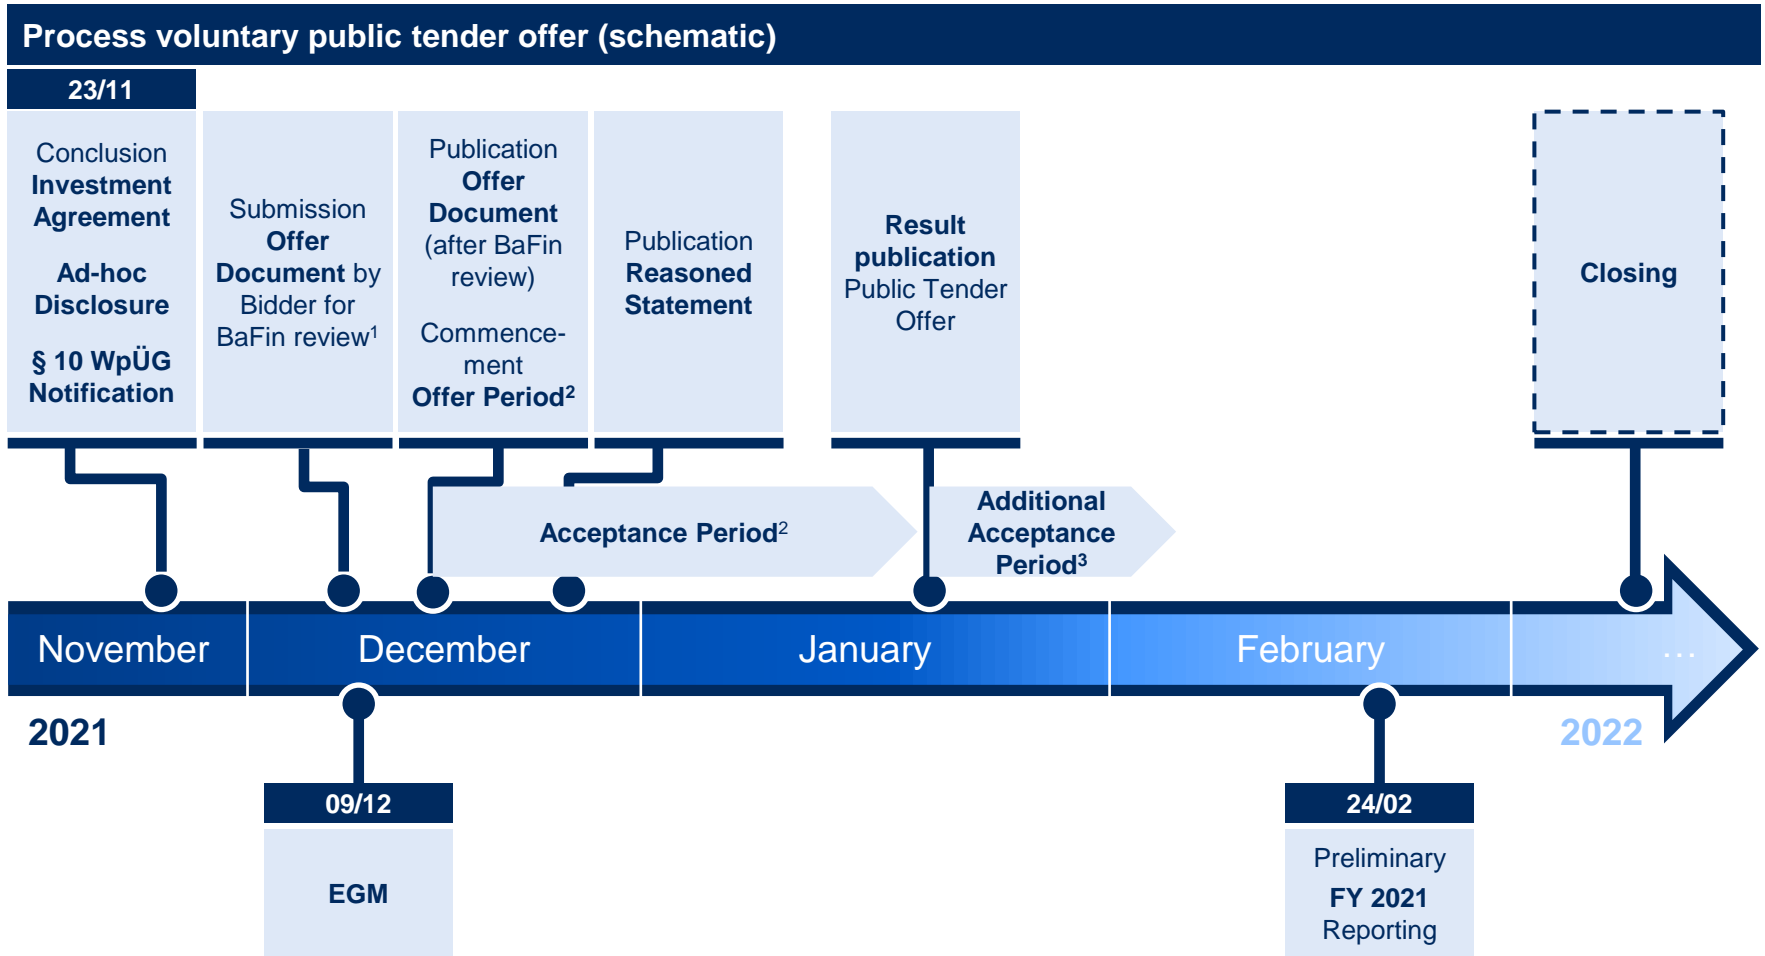 Process voluntary public tender offer (schematic)
23/11
Conclusion
Investment
Agreement
Ad-hoc
Disclosure
§ 10 WpÜG
Notification
Submission
Offer
Document by
Bidder for
BaFin review¹
Publication
Offer
Document
(after BaFin
review)
Commence-
ment
Offer Period²
Publication
Reasoned
Statement
Result
publication
Public Tender
Offer
Closing
Acceptance Period²
Additional
Acceptance
Period³
November
December
January
February
...
2021
2022
09/12
EGM
24/02
Preliminary
FY 2021
Reporting